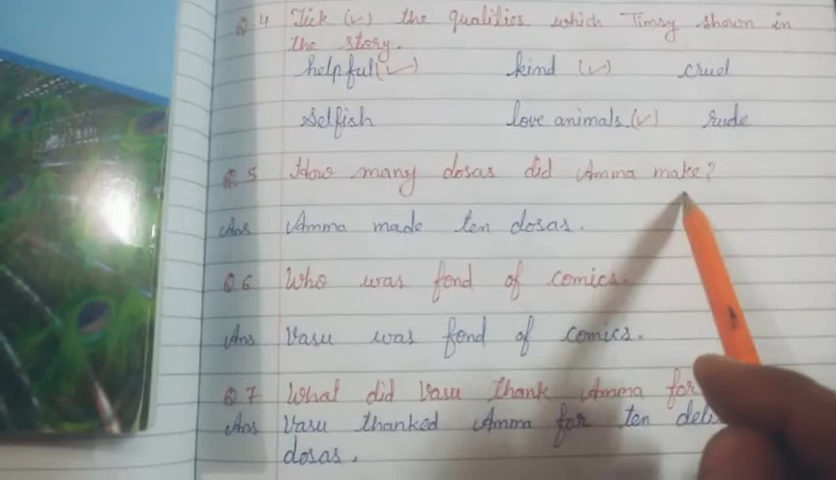 Q.4 Tick (✓) the qualities which Timsy shown in
the story.
helpful(✓) kind (✓) cruel
Selfish love animals (✓) rude
Q.5 How many dosas did Amma make?
Ans Amma made ten dosas.
Q6 Who was fond of comics.
Ans Vasu was fond of comics.
Q7 What did Vasu thank Amma for
Ans Vasu thanked Amma for ten
dosas.